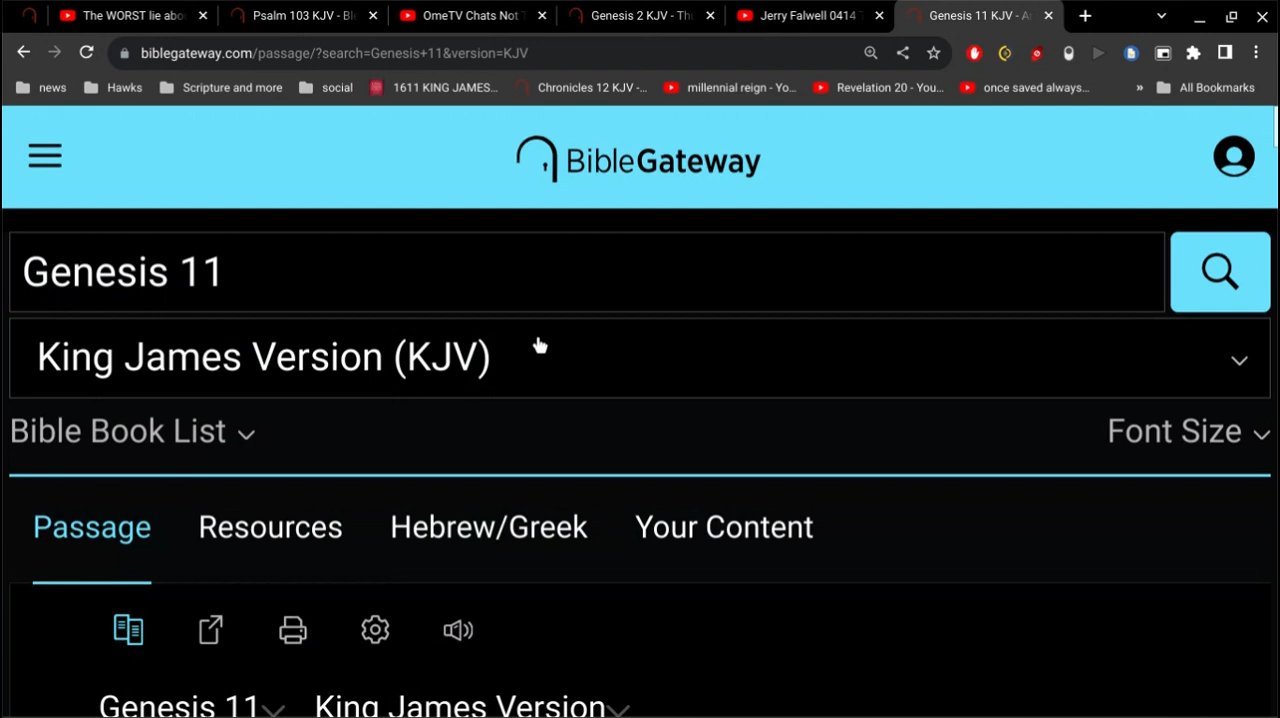 The WORST lie abo
Psalm 103 KJV - Bl
OmeTV Chats Not
Genesis 2 KJV - Th
Jerry Falwell 0414
Genesis 11 KJV - A
biblegateway.com/passage/?search=Genesis+11&version=KJV
news Hawks Scripture and more social 1611 KING JAMES... Chronicles 12 KJV -... millennial reign - Yo... Revelation 20 - You... once saved always... » All Bookmarks
BibleGateway
Genesis 11
King James Version (KJV)
Bible Book List Font Size
Passage Resources Hebrew/Greek Your Content
Genesis 11 King James Version